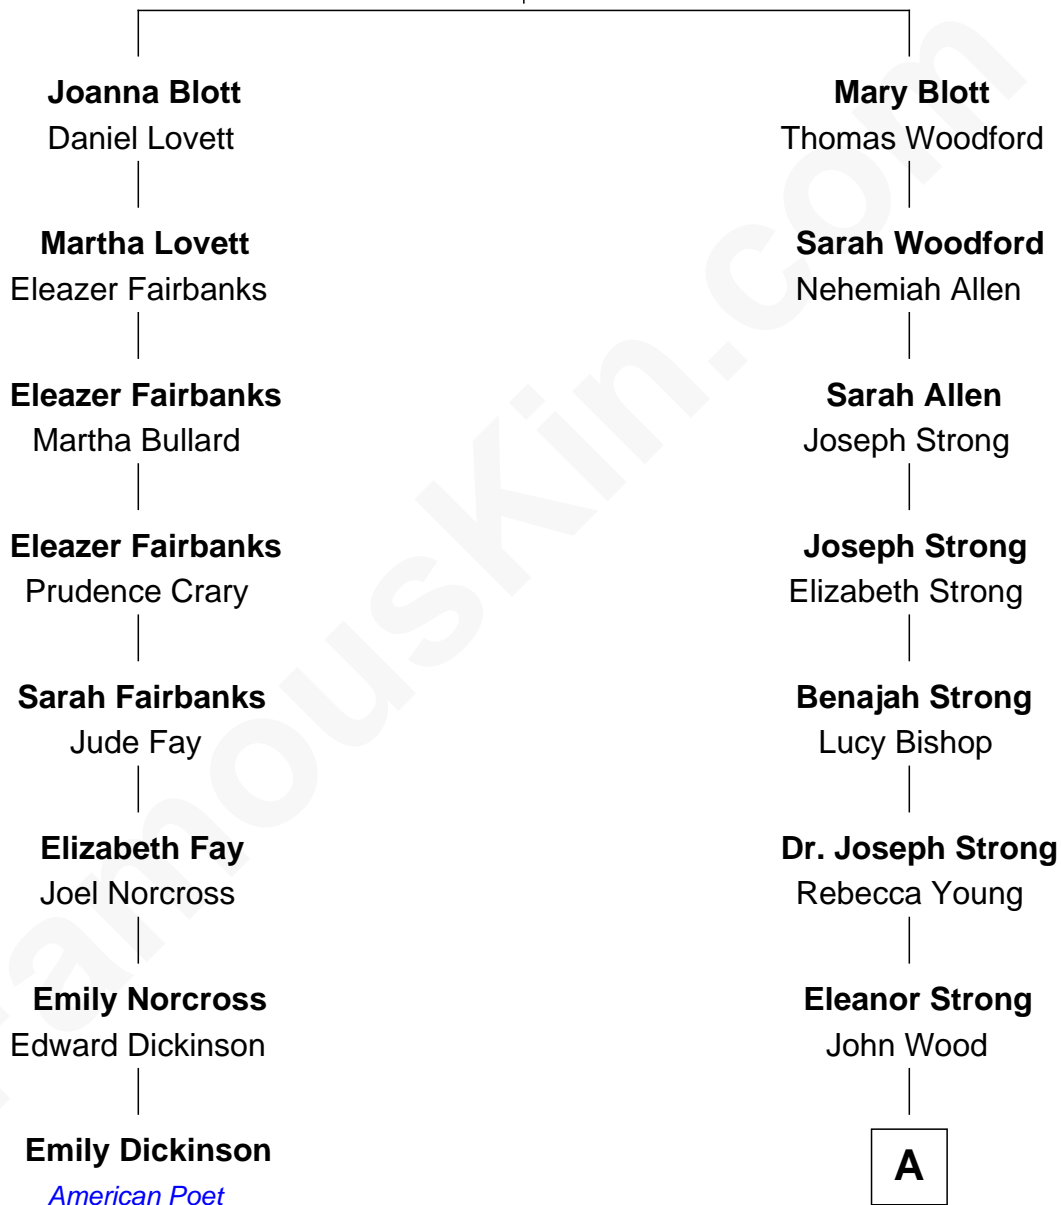 Joanna Blott
Daniel Lovett
Martha Lovett
Eleazer Fairbanks
Eleazer Fairbanks
Martha Bullard
Eleazer Fairbanks
Prudence Crary
Sarah Fairbanks
Jude Fay
Elizabeth Fay
Joel Norcross
Emily Norcross
Edward Dickinson
Emily Dickinson
American Poet
Mary Blott
Thomas Woodford
Sarah Woodford
Nehemiah Allen
Sarah Allen
Joseph Strong
Joseph Strong
Elizabeth Strong
Benajah Strong
Lucy Bishop
Dr. Joseph Strong
Rebecca Young
Eleanor Strong
John Wood
A
FamousKin.com